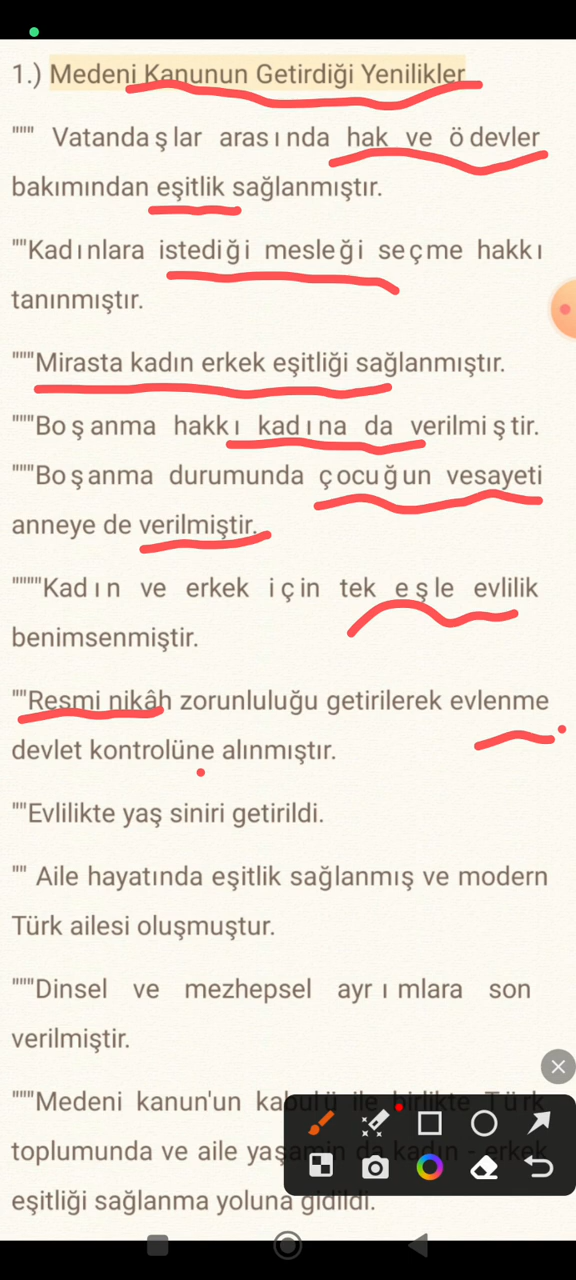 1.) Medeni Kanunun Getirdiği Yenilikler
""" Vatandaşlar arasında hak ve ödevler
bakımından eşitlik sağlanmıştır.
""Kadınlara istediği mesleği seçme hakkı
tanınmıştır.
"""Mirasta kadın erkek eşitliği sağlanmıştır.
"""Boşanma hakkı kadına da verilmiştir.
"""Boşanma durumunda çocuğun vesayeti
anneye de verilmiştir.
""""Kadın ve erkek için tek eşle evlilik
benimsenmiştir.
""Resmi nikâh zorunluluğu getirilerek evlenme
devlet kontrolüne alınmıştır.
""Evlilikte yaş siniri getirildi.
"" Aile hayatında eşitlik sağlanmış ve modern
Türk ailesi oluşmuştur.
"""Dinsel ve mezhepsel ayrımlara son
verilmiştir.
"""Medeni kanun'un kabulü ile birlikte Türk
toplumunda ve aile yaşamin da kadın - erkek
eşitliği sağlanma yoluna gidildi.